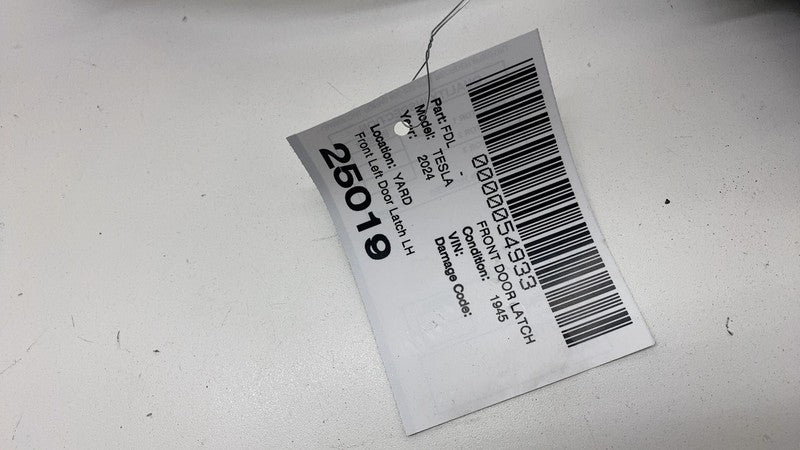 0000054933
Part: FDL - FRONT DOOR LATCH
Model: TESLA Condition: 1945
Year: 2024 VIN:
Damage Code:
Location: YARD
Front Left Door Latch LH
25019